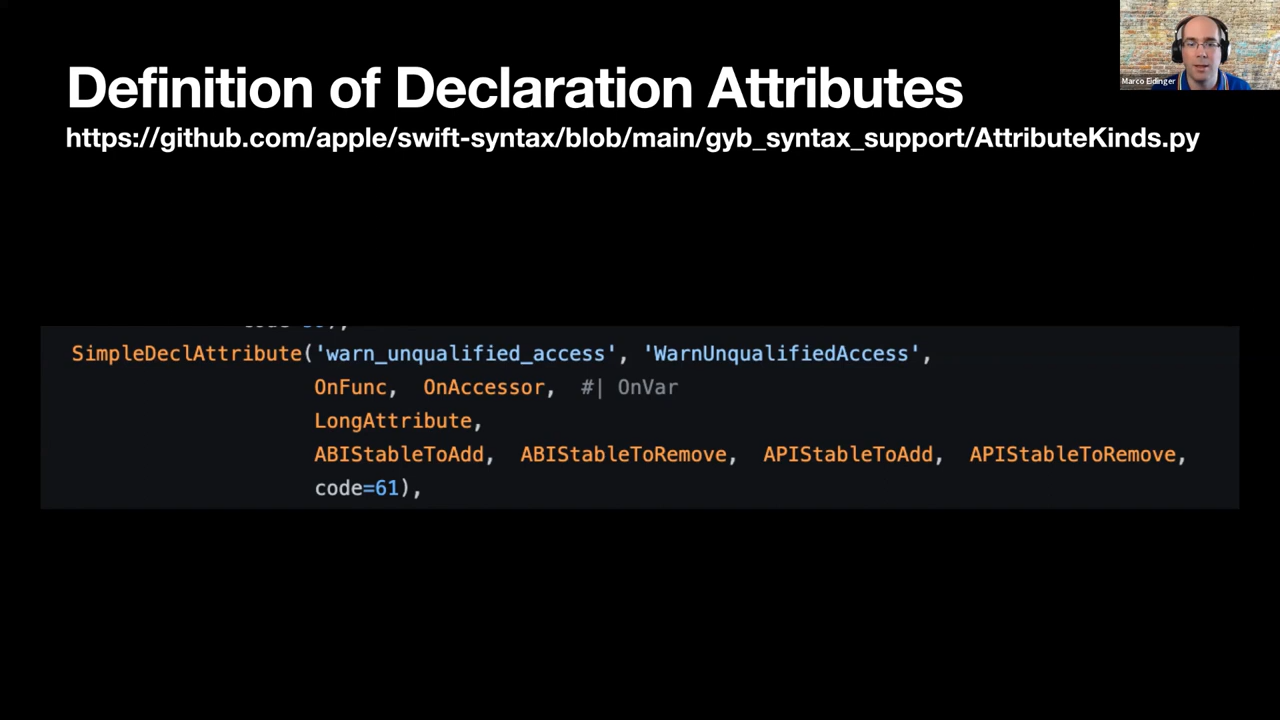 Definition of Declaration Attributes
https://github.com/apple/swift-syntax/blob/main/gyb_syntax_support/AttributeKinds.py
Marco Eidinger
SimpleDeclAttribute('warn_unqualified_access', 'WarnUnqualifiedAccess',
OnFunc, OnAccessor, #| OnVar
LongAttribute,
ABIStableToAdd, ABIStableToRemove, APIStableToAdd, APIStableToRemove,
code=61),